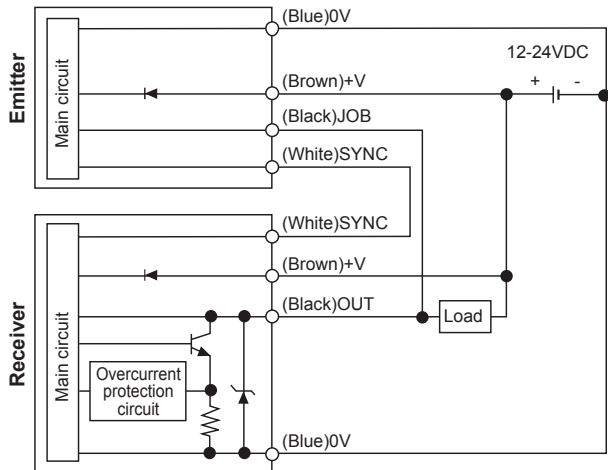 Emitter
Main circuit
(Blue)0V
(Brown)+V
(Black)JOB
(White)SYNC
12-24VDC
+ -
Receiver
Main circuit
(White)SYNC
(Brown)+V
(Black)OUT
Load
Overcurrent
protection
circuit
(Blue)0V